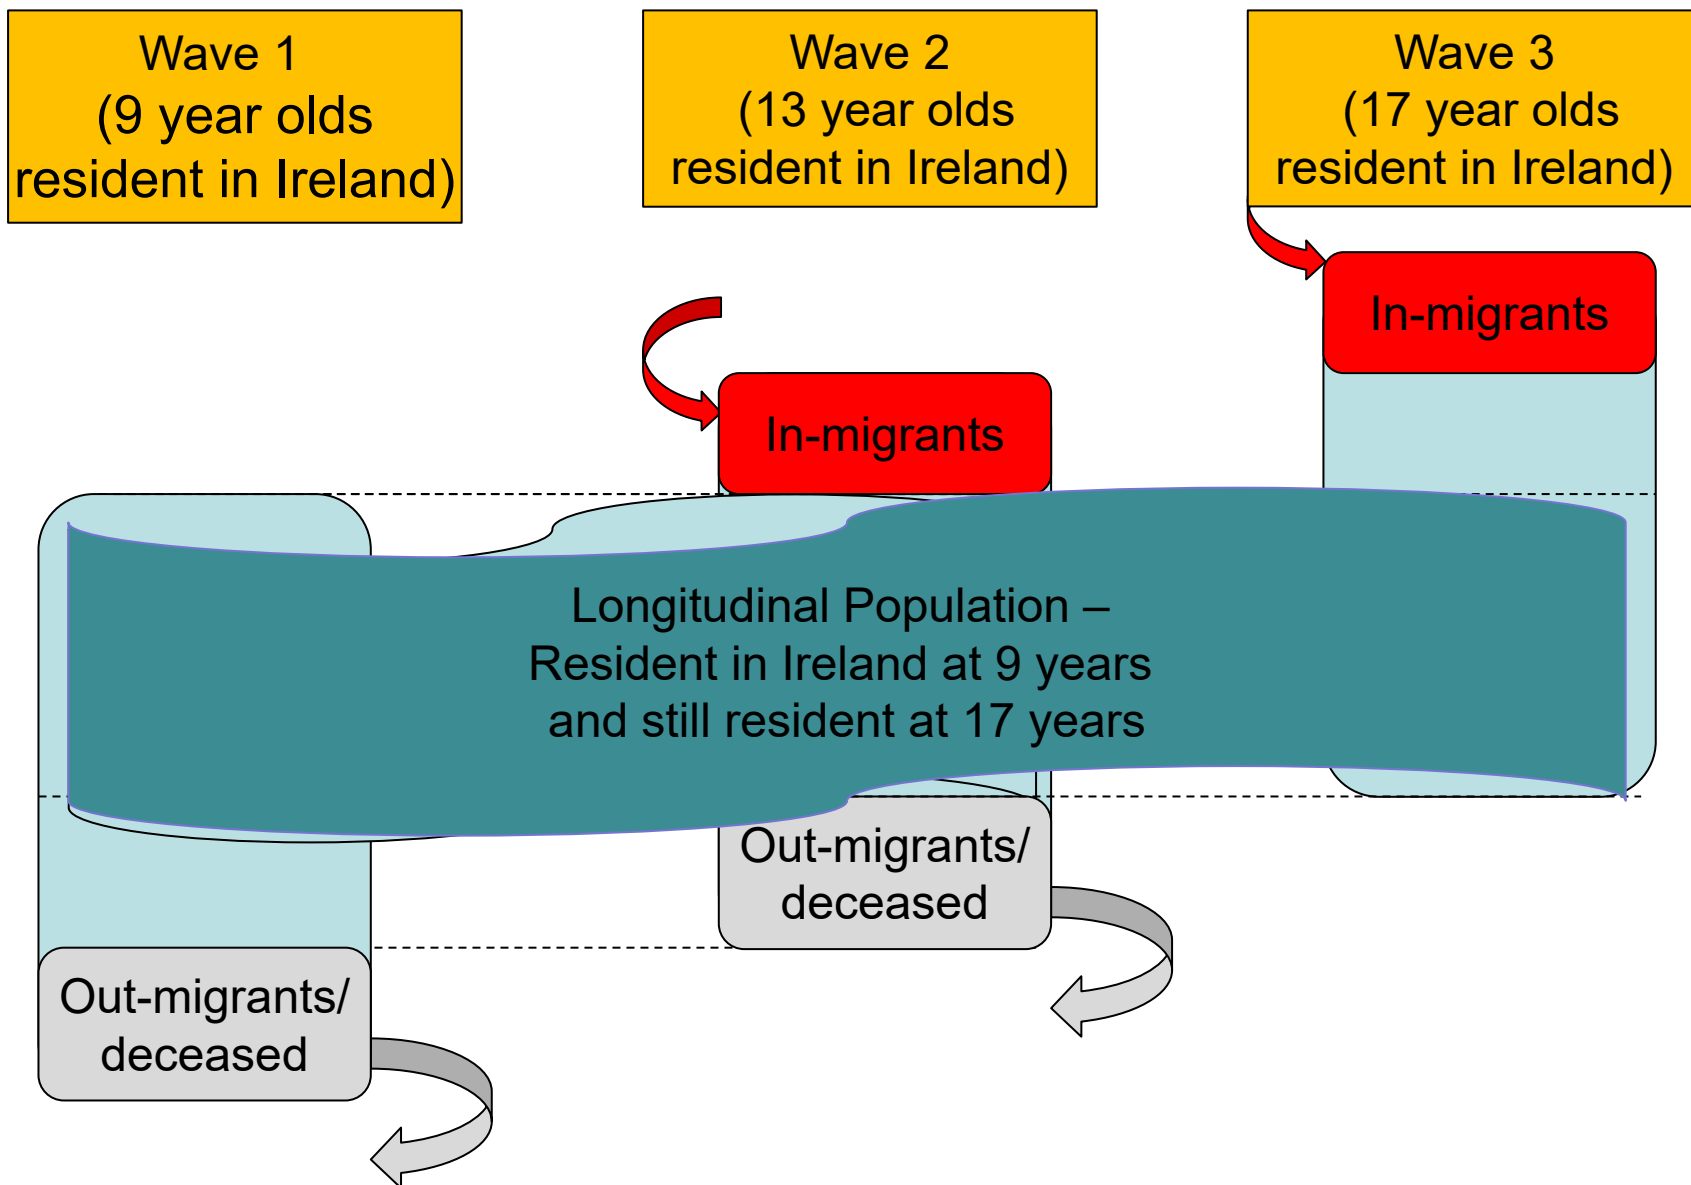 Wave 1
(9 year olds
resident in Ireland)
Wave 2
(13 year olds
resident in Ireland)
Wave 3
(17 year olds
resident in Ireland)
In-migrants
In-migrants
Longitudinal Population –
Resident in Ireland at 9 years
and still resident at 17 years
Out-migrants/
deceased
Out-migrants/
deceased